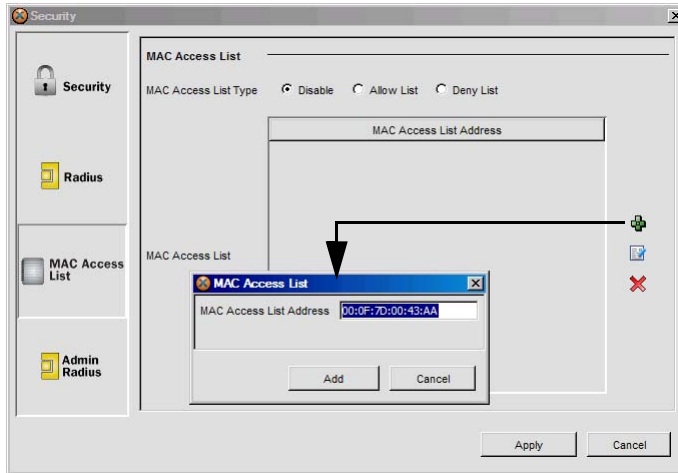 Security
MAC Access List
Security
MAC Access List Type
Disable
Allow List
Deny List
MAC Access List Address
Radius
MAC Access
List
MAC Access List
MAC Access List
MAC Access List Address
00:0F:7D:00:43:AA
Add
Cancel
Admin
Radius
Apply
Cancel